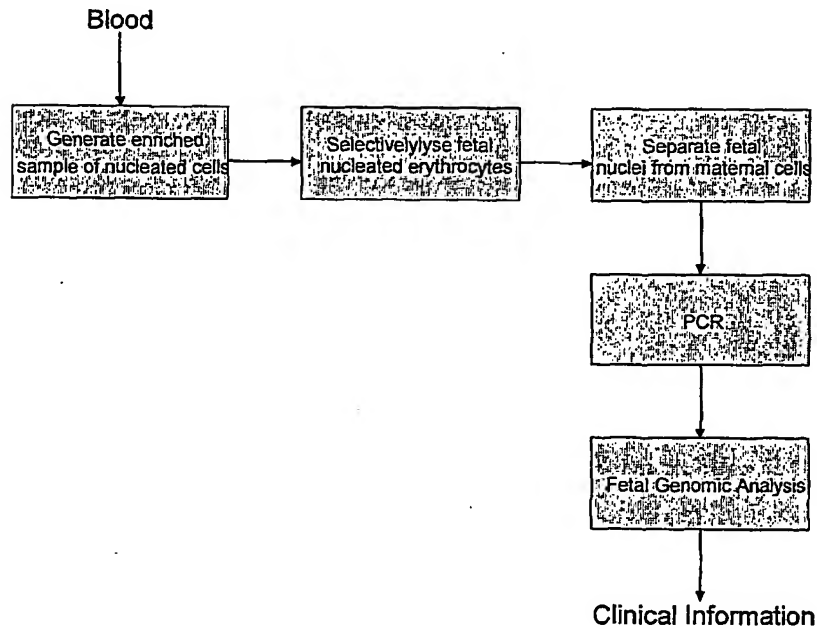 Blood
Generate enriched
sample of nucleated cells
Selectivelylyse fetal
nucleated erythrocytes
Separate fetal
nuclei from maternal cells
PCR
Fetal Genomic Analysis
Clinical Information